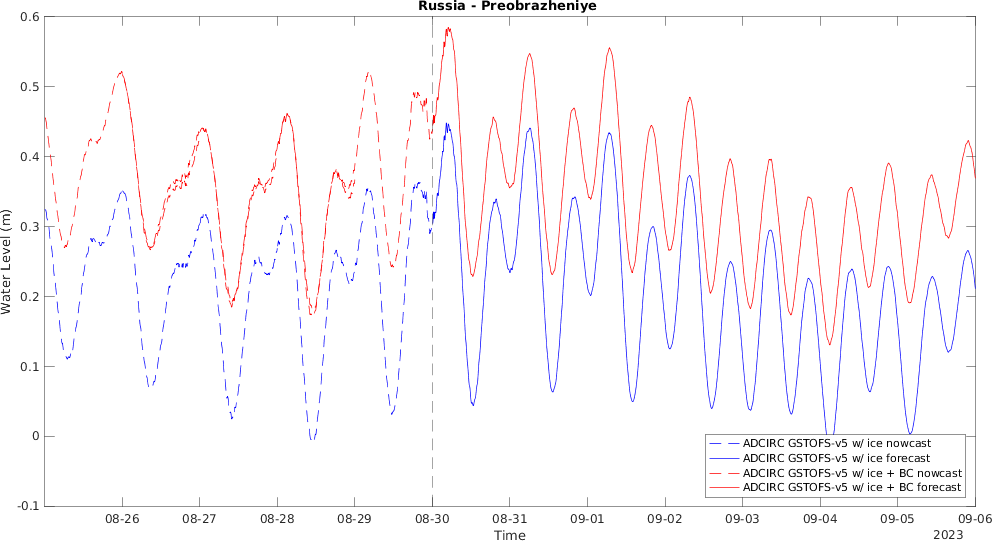 Russia - Preobrazheniye
0.6
0.5
0.4
0.3
0.2
0.1
0
-0.1
Water Level (m)
08-26 08-27 08-28 08-29 08-30 08-31 09-01 09-02 09-03 09-04 09-05 09-06
Time
2023
ADCIRC GSTOFS-v5 w/ ice nowcast
ADCIRC GSTOFS-v5 w/ ice forecast
ADCIRC GSTOFS-v5 w/ ice + BC nowcast
ADCIRC GSTOFS-v5 w/ ice + BC forecast